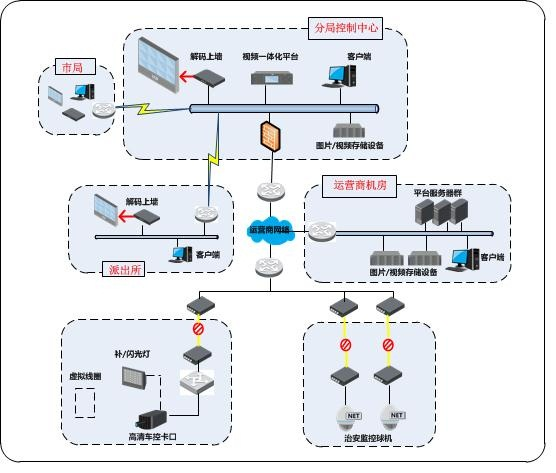 分局控制中心
解码上墙
视频一体化平台
客户端
图片/视频存储设备
市局
解码上墙
客户端
派出所
运营商网络
运营商机房
平台服务器群
图片/视频存储设备
客户端
补/闪光灯
虚拟线圈
高清车控卡口
NET
NET
治安监控球机